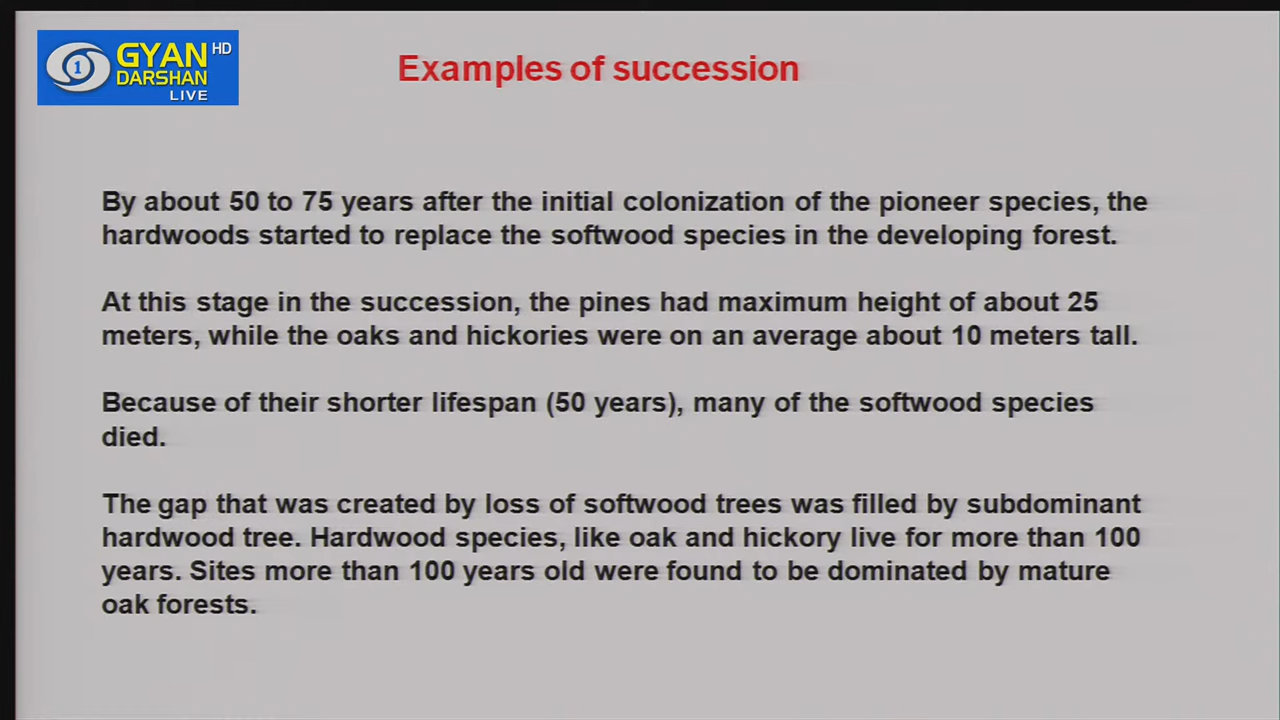 GYAN HD
DARSHAN
LIVE
1
Examples of succession
By about 50 to 75 years after the initial colonization of the pioneer species, the
hardwoods started to replace the softwood species in the developing forest.
At this stage in the succession, the pines had maximum height of about 25
meters, while the oaks and hickories were on an average about 10 meters tall.
Because of their shorter lifespan (50 years), many of the softwood species
died.
The gap that was created by loss of softwood trees was filled by subdominant
hardwood tree. Hardwood species, like oak and hickory live for more than 100
years. Sites more than 100 years old were found to be dominated by mature
oak forests.